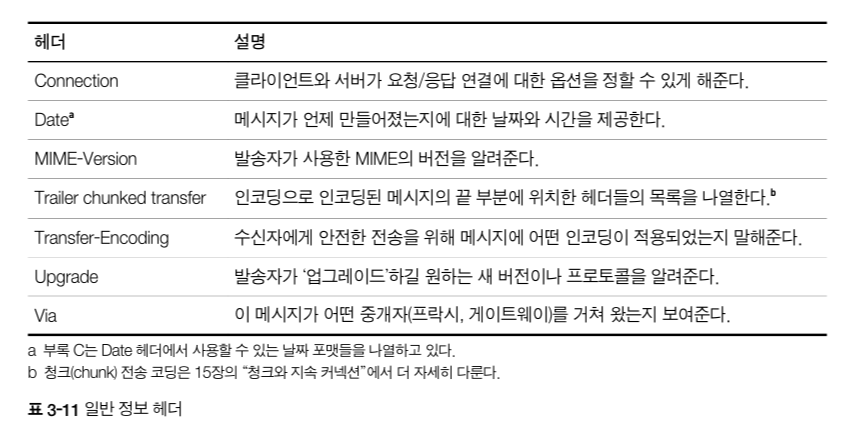 헤더 설명
Connection 클라이언트와 서버가 요청/응답 연결에 대한 옵션을 정할 수 있게 해준다.
Dateᵃ 메시지가 언제 만들어졌는지에 대한 날짜와 시간을 제공한다.
MIME-Version 발송자가 사용한 MIME의 버전을 알려준다.
Trailer chunked transfer 인코딩으로 인코딩된 메시지의 끝 부분에 위치한 헤더들의 목록을 나열한다.ᵇ
Transfer-Encoding 수신자에게 안전한 전송을 위해 메시지에 어떤 인코딩이 적용되었는지 말해준다.
Upgrade 발송자가 ‘업그레이드’하길 원하는 새 버전이나 프로토콜을 알려준다.
Via 이 메시지가 어떤 중개자(프락시, 게이트웨이)를 거쳐 왔는지 보여준다.
a 부록 C는 Date 헤더에서 사용할 수 있는 날짜 포맷들을 나열하고 있다.
b 청크(chunk) 전송 코딩은 15장의 “청크와 지속 커넥션”에서 더 자세히 다룬다.
표 3-11 일반 정보 헤더